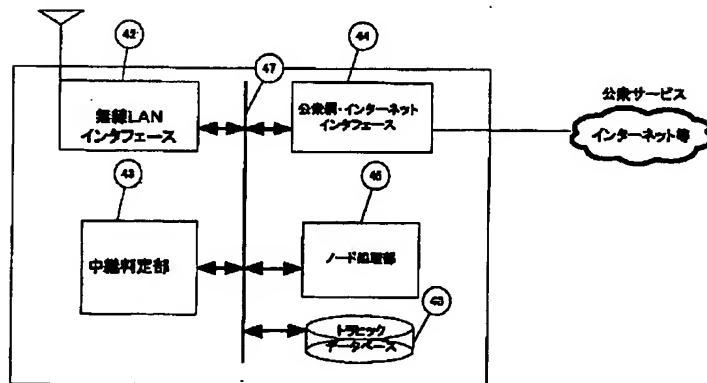 42
47
44
無線LAN
インタフェース
公衆網・インターネット
インタフェース
公衆サービス
インターネット等
43
45
中継判定部
ノード処理部
トラヒック
データベース